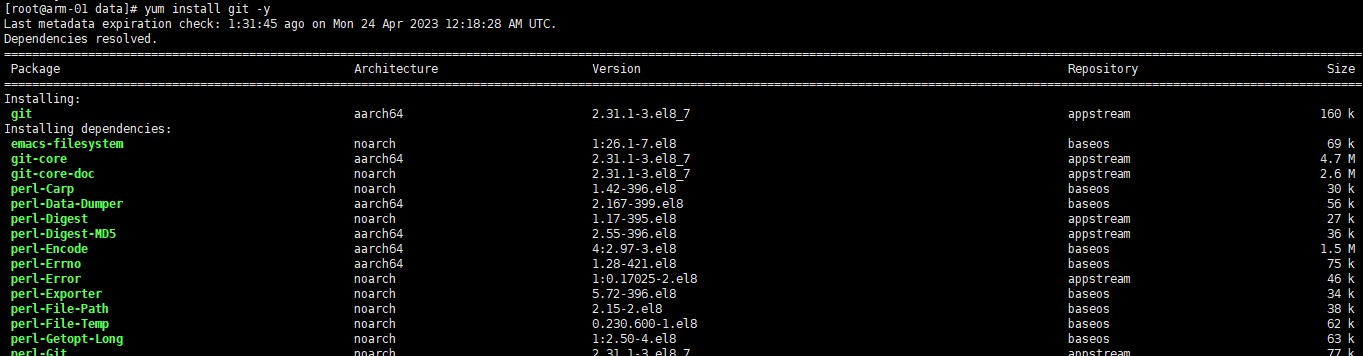 [root@arm-01 data]# yum install git -y
Last metadata expiration check: 1:31:45 ago on Mon 24 Apr 2023 12:18:28 AM UTC.
Dependencies resolved.
Package Architecture Version Repository Size
Installing:
git aarch64 2.31.1-3.el8_7 appstream 160 k
Installing dependencies:
emacs-filesystem noarch 1:26.1-7.el8 baseos 69 k
git-core aarch64 2.31.1-3.el8_7 appstream 4.7 M
git-core-doc noarch 2.31.1-3.el8_7 appstream 2.6 M
perl-Carp noarch 1.42-396.el8 baseos 30 k
perl-Data-Dumper aarch64 2.167-399.el8 baseos 56 k
perl-Digest noarch 1.17-395.el8 appstream 27 k
perl-Digest-MD5 aarch64 2.55-396.el8 appstream 36 k
perl-Encode aarch64 4:2.97-3.el8 baseos 1.5 M
perl-Errno aarch64 1.28-421.el8 baseos 75 k
perl-Error noarch 1:0.17025-2.el8 appstream 46 k
perl-Exporter noarch 5.72-396.el8 baseos 34 k
perl-File-Path noarch 2.15-2.el8 baseos 38 k
perl-File-Temp noarch 0.230.600-1.el8 baseos 62 k
perl-Getopt-Long noarch 1:2.50-4.el8 baseos 63 k
perl-Git noarch 2.31.1-3.el8_7 appstream 77 k